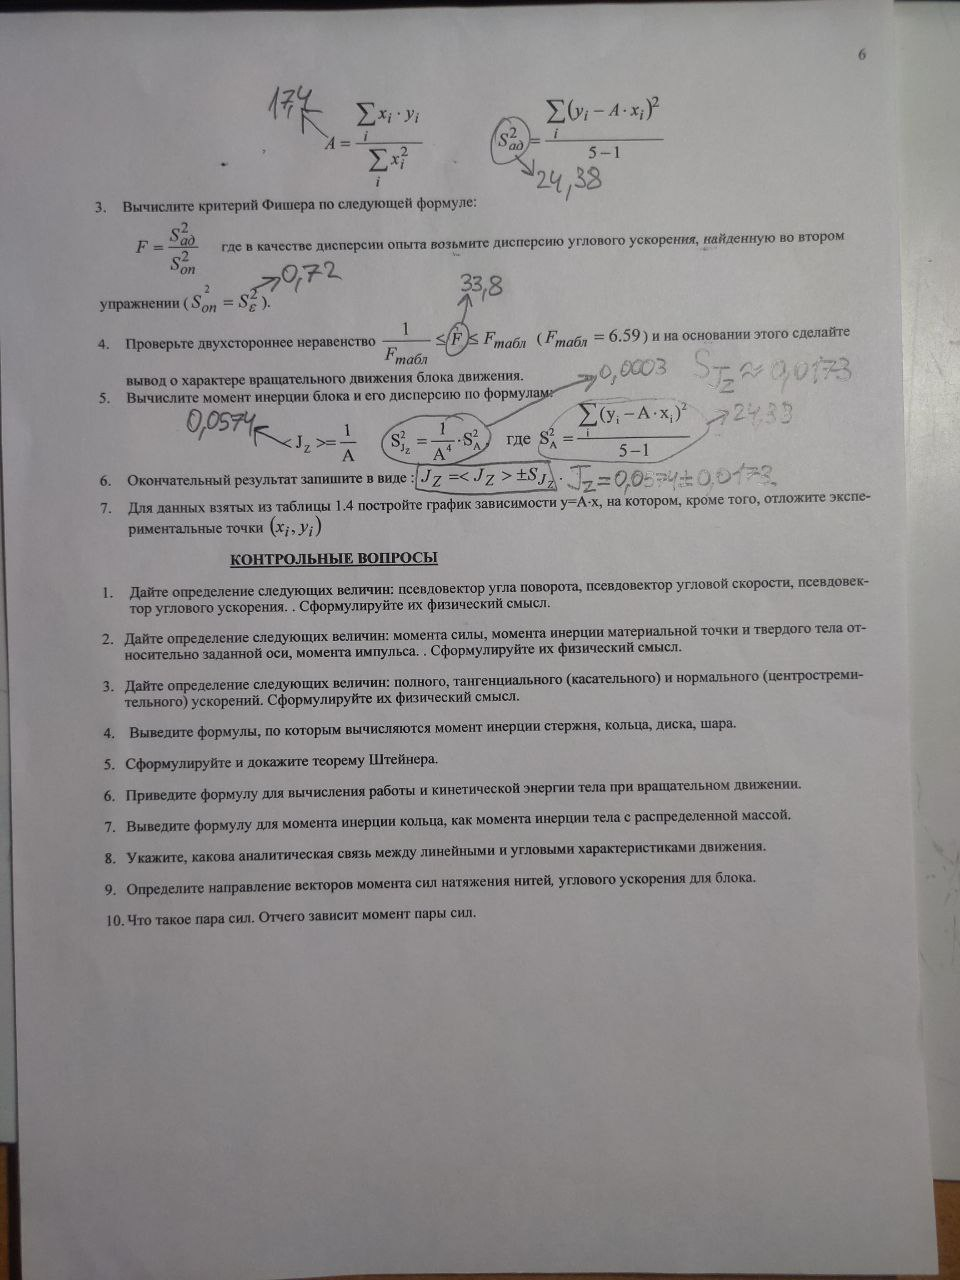 6
17,4
A = ∑ᵢ xᵢ · yᵢ / ∑ᵢ xᵢ²   S²ад = ∑ᵢ (yᵢ − A · xᵢ)² / 5 − 1
24,38
3. Вычислите критерий Фишера по следующей формуле:
F = S²ад / S²оп   где в качестве дисперсии опыта возьмите дисперсию углового ускорения, найденную во втором
0,72
упражнении ( S²оп = S²ε ).
33,8
4. Проверьте двухстороннее неравенство 1 / Fтабл ≤ F ≤ Fтабл ( Fтабл = 6.59 ) и на основании этого сделайте
вывод о характере вращательного движения блока движения.
0,0003 S_Jz ≈ 0,0173
5. Вычислите момент инерции блока и его дисперсию по формулам:
0,0574
< J_Z >= 1 / A   S²_Jz = 1 / A⁴ · S²_A, где S²_A = ∑ᵢ (yᵢ − A · xᵢ)² / 5 − 1
24,33
6. Окончательный результат запишите в виде : J_Z =< J_Z > ±S_Jz. J_Z = 0,0574 ± 0,0173
7. Для данных взятых из таблицы 1.4 постройте график зависимости y=A·x, на котором, кроме того, отложите экспе-
риментальные точки (xᵢ, yᵢ)
КОНТРОЛЬНЫЕ ВОПРОСЫ
1. Дайте определение следующих величин: псевдовектор угла поворота, псевдовектор угловой скорости, псевдовек-
тор углового ускорения. . Сформулируйте их физический смысл.
2. Дайте определение следующих величин: момента силы, момента инерции материальной точки и твердого тела от-
носительно заданной оси, момента импульса. . Сформулируйте их физический смысл.
3. Дайте определение следующих величин: полного, тангенциального (касательного) и нормального (центростреми-
тельного) ускорений. Сформулируйте их физический смысл.
4. Выведите формулы, по которым вычисляются момент инерции стержня, кольца, диска, шара.
5. Сформулируйте и докажите теорему Штейнера.
6. Приведите формулу для вычисления работы и кинетической энергии тела при вращательном движении.
7. Выведите формулу для момента инерции кольца, как момента инерции тела с распределенной массой.
8. Укажите, какова аналитическая связь между линейными и угловыми характеристиками движения.
9. Определите направление векторов момента сил натяжения нитей, углового ускорения для блока.
10. Что такое пара сил. Отчего зависит момент пары сил.